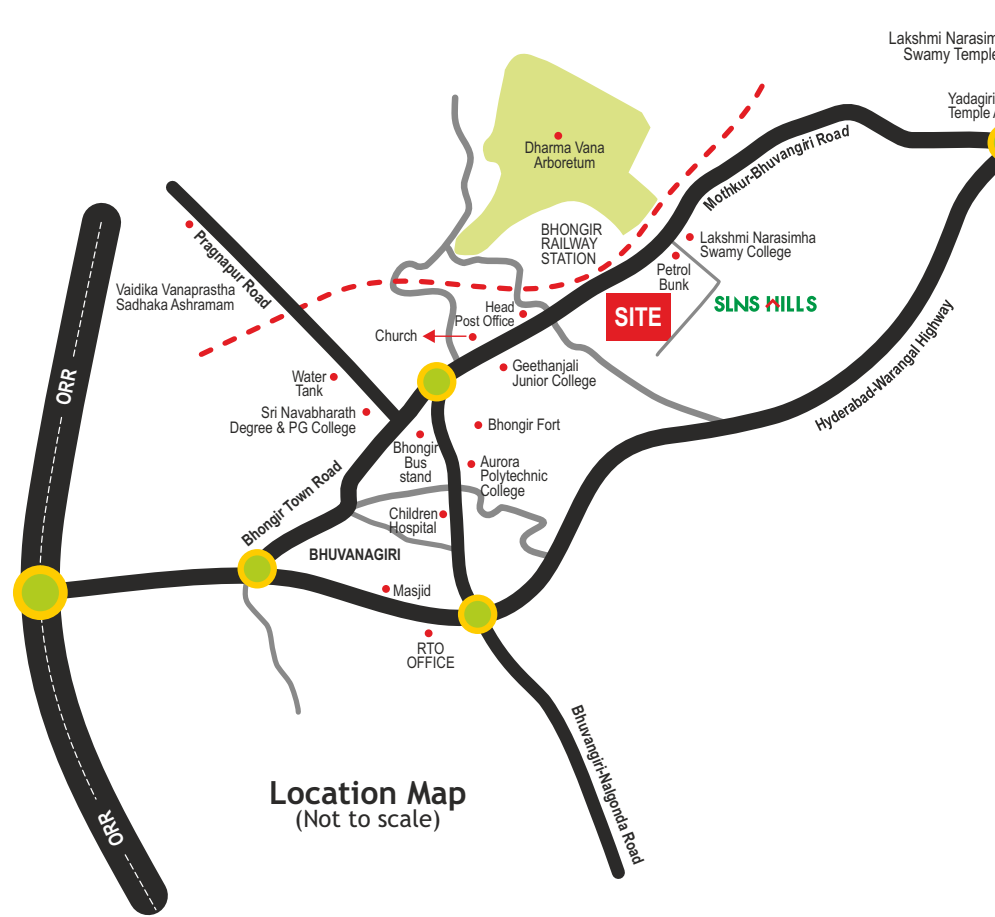 Lakshmi Narasim
Swamy Temple
Yadagiri
Temple A
Mothkur-Bhuvangiri Road
Dharma Vana
Arboretum
BHONGIR
RAILWAY
STATION
Lakshmi Narasimha
Swamy College
Petrol
Bunk
SLNS HILLS
SITE
Pragnapur Road
Vaidika Vanaprastha
Sadhaka Ashramam
Head
Post Office
Church
Geethanjali
Junior College
Hyderabad-Warangal Highway
ORR
Water
Tank
Sri Navabharath
Degree & PG College
Bhongir Fort
Bhongir
Bus
stand
Aurora
Polytechnic
College
Bhongir Town Road
Children
Hospital
BHUVANAGIRI
Masjid
RTO
OFFICE
Bhuvangiri-Nalgonda Road
Location Map
(Not to scale)
ORR